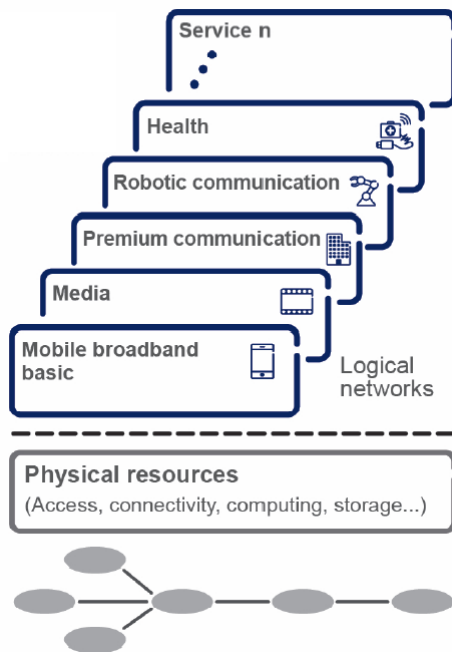 Service n
Health
Robotic communication
Premium communication
Media
Mobile broadband
basic
Logical
networks
Physical resources
(Access, connectivity, computing, storage...)